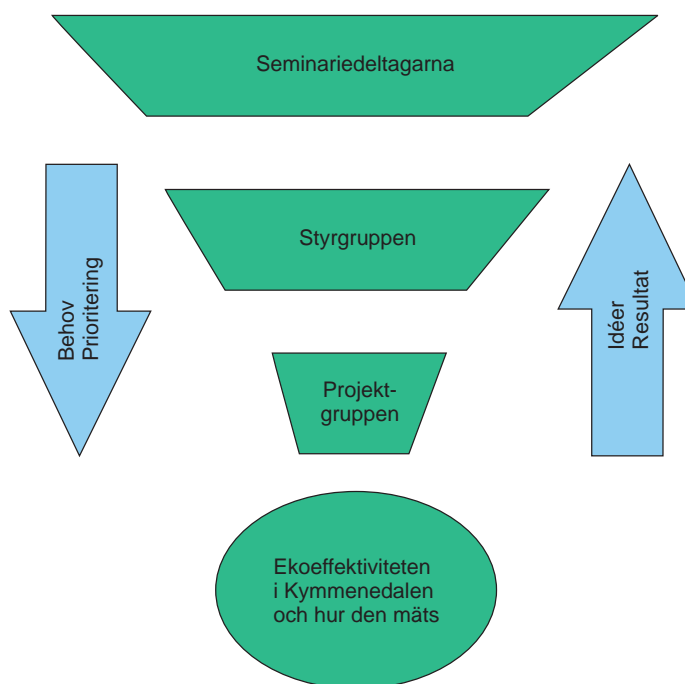 Seminariedeltagarna
Styrgruppen
Behov
Prioritering
Idéer
Resultat
Projekt-
gruppen
Ekoeffektiviteten
i Kymmenedalen
och hur den mäts